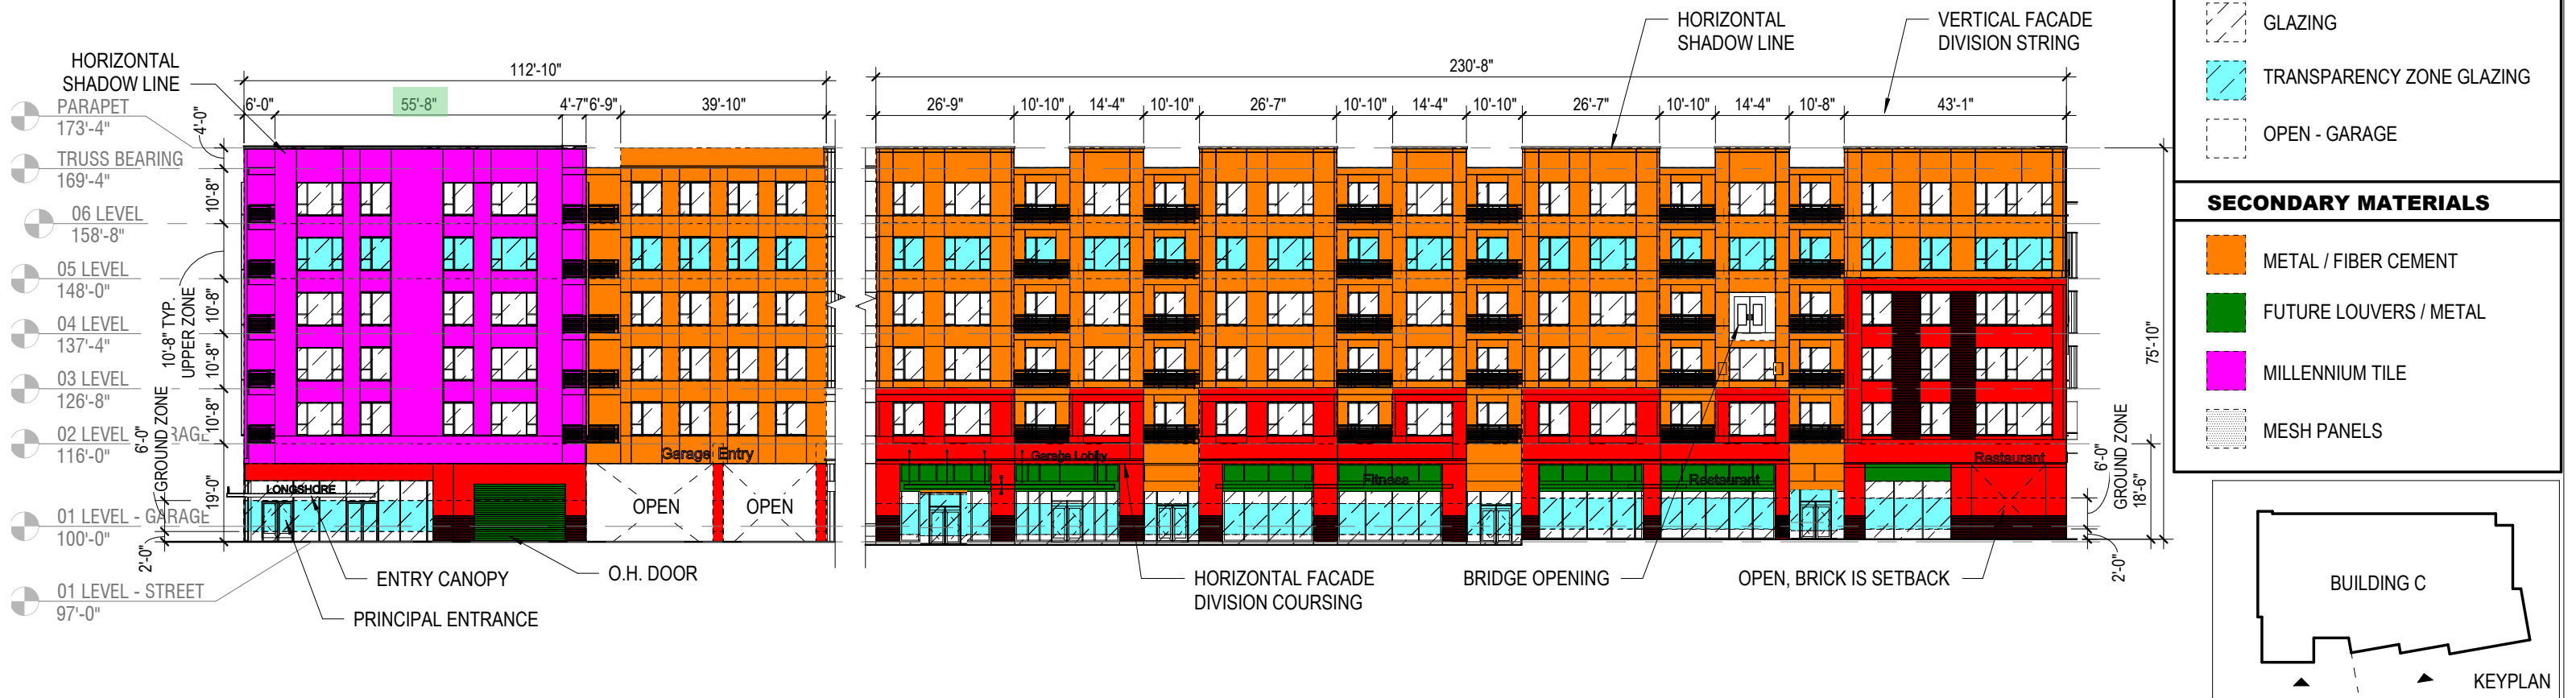 HORIZONTAL
SHADOW LINE
PARAPET
173'-4"
TRUSS BEARING
169'-4"
06 LEVEL
158'-8"
05 LEVEL
148'-0"
04 LEVEL
137'-4"
03 LEVEL
126'-8"
02 LEVEL RAGE
116'-0"
01 LEVEL - GARAGE
100'-0"
01 LEVEL - STREET
97'-0"
4'-0"
10'-8"
10'-8" TYP.
UPPER ZONE
10'-8"
10'-8"
10'-8"
6'-0"
GROUND ZONE
19'-0"
2'-0"
112'-10"
6'-0" 55'-8" 4'-7" 6'-9" 39'-10"
Garage Entry
LONGSHORE
OPEN OPEN
ENTRY CANOPY
PRINCIPAL ENTRANCE
O.H. DOOR
HORIZONTAL
SHADOW LINE
VERTICAL FACADE
DIVISION STRING
230'-8"
26'-9" 10'-10" 14'-4" 10'-10" 26'-7" 10'-10" 14'-4" 10'-10" 26'-7" 10'-10" 14'-4" 10'-8" 43'-1"
Garage Lobby
Fitness
Restaurant
Restaurant
75'-10"
6'-0"
GROUND ZONE
18'-6"
2'-0"
HORIZONTAL FACADE
DIVISION COURSING
BRIDGE OPENING
OPEN, BRICK IS SETBACK
GLAZING
TRANSPARENCY ZONE GLAZING
OPEN - GARAGE
SECONDARY MATERIALS
METAL / FIBER CEMENT
FUTURE LOUVERS / METAL
MILLENNIUM TILE
MESH PANELS
BUILDING C
KEYPLAN